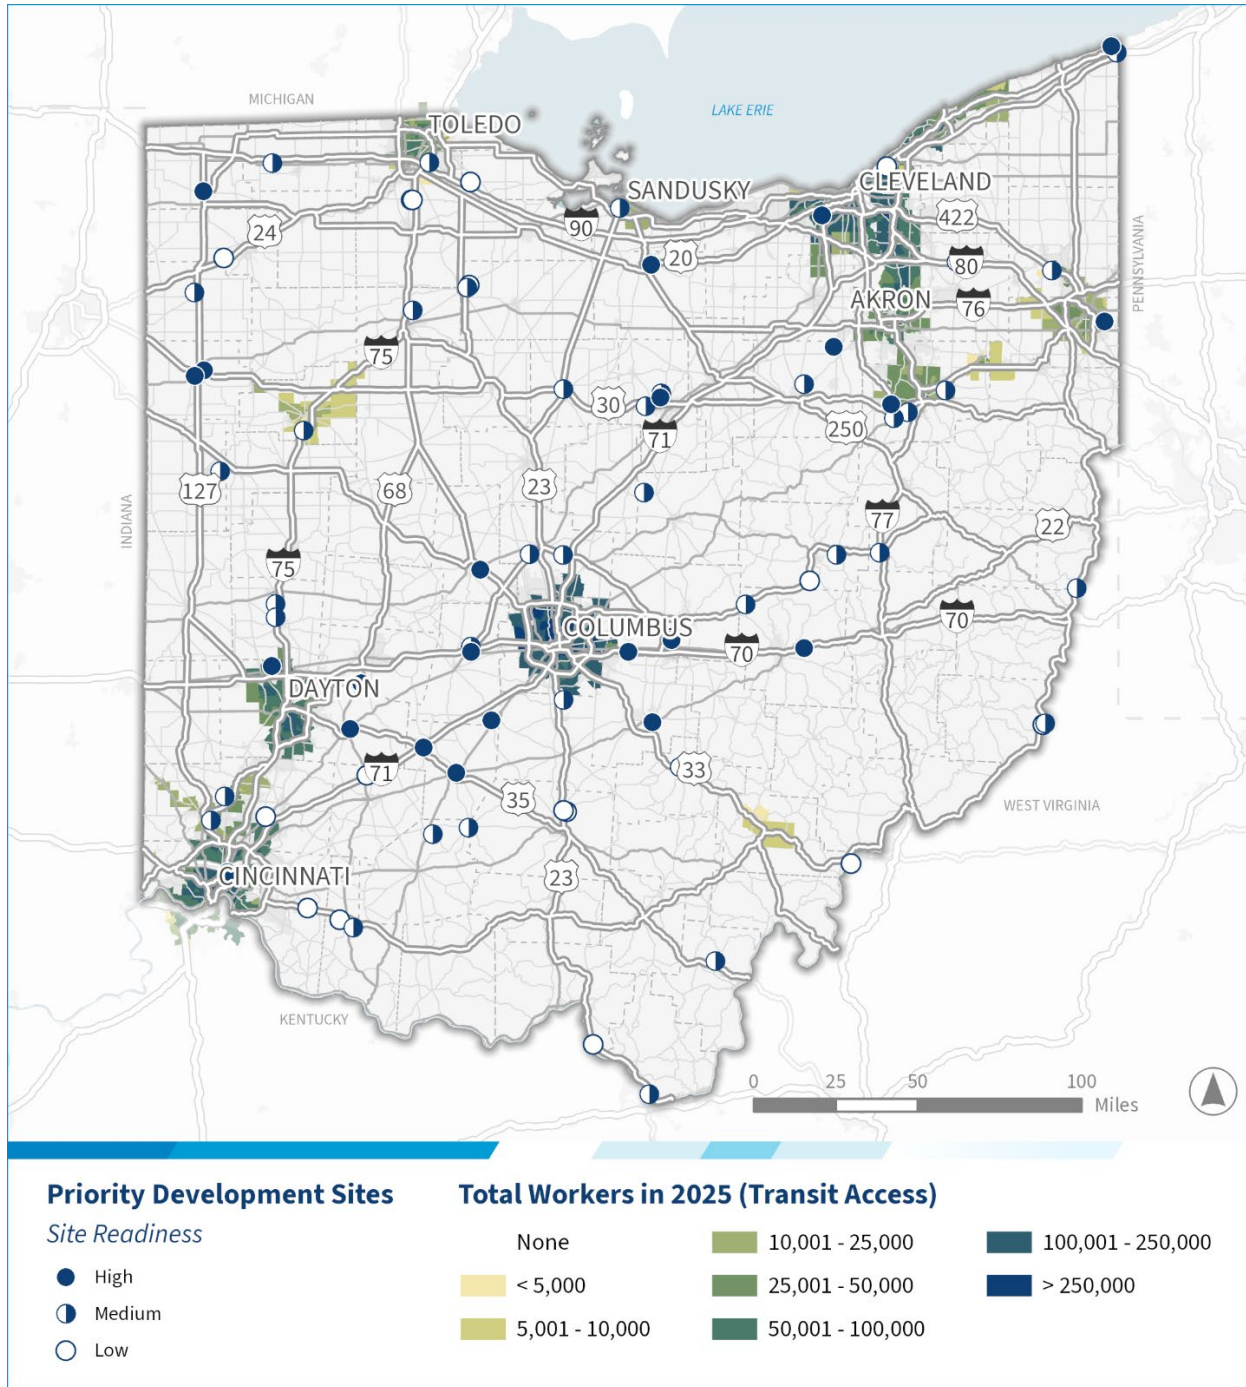 MICHIGAN
LAKE ERIE
TOLEDO
SANDUSKY
CLEVELAND
90
422
24
20
80
PENNSYLVANIA
AKRON
76
75
30
71
250
127
68
23
INDIANA
77
22
75
COLUMBUS
70
70
DAYTON
71
33
35
WEST VIRGINIA
CINCINNATI
23
KENTUCKY
0 25 50 100
Miles
Priority Development Sites
Site Readiness
High
Medium
Low
Total Workers in 2025 (Transit Access)
None
< 5,000
5,001 - 10,000
10,001 - 25,000
25,001 - 50,000
50,001 - 100,000
100,001 - 250,000
> 250,000